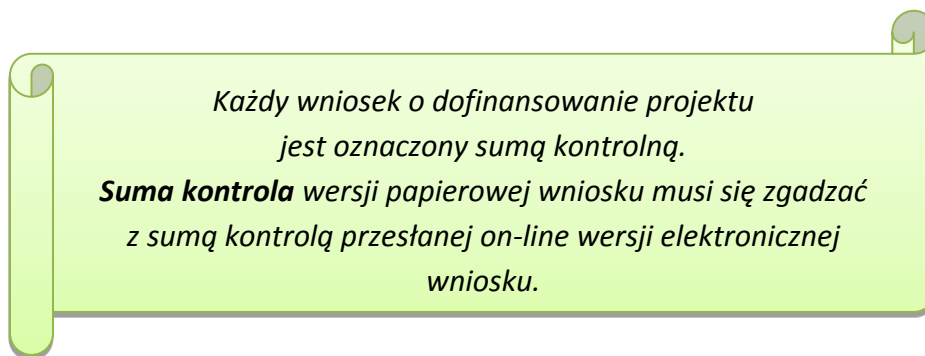 Każdy wniosek o dofinansowanie projektu
jest oznaczony sumą kontrolną.
Suma kontrola wersji papierowej wniosku musi się zgadzać
z sumą kontrolą przesłanej on-line wersji elektronicznej
wniosku.